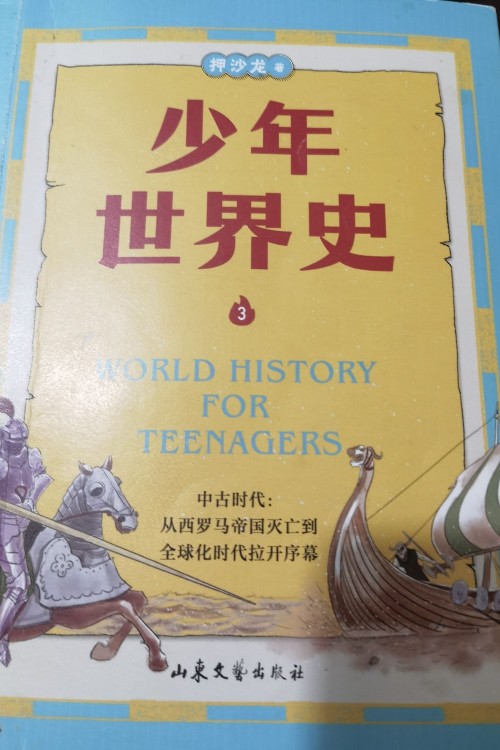 押沙龙 著
少年
世界史
3
WORLD HISTORY
FOR
TEENAGERS
中古时代：
从西罗马帝国灭亡到
全球化时代拉开序幕
山东文艺出版社